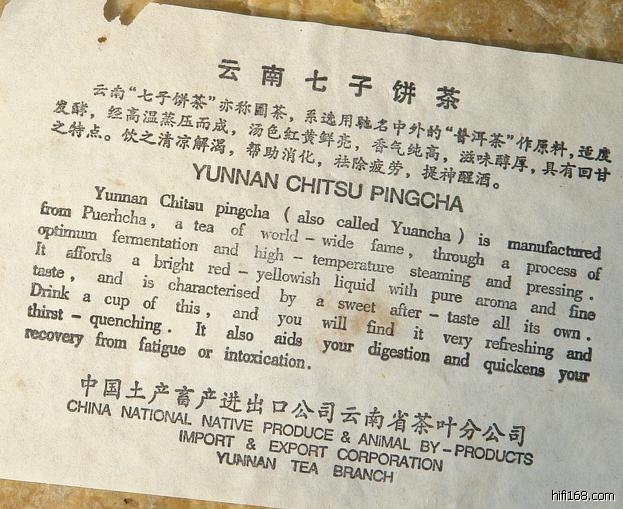 云南七子饼茶
云南“七子饼茶”亦称圆茶，系选用驰名中外的“普洱茶”作原料，适度
发酵，经高温蒸压而成，汤色红黄鲜亮，香气纯高，滋味醇厚，具有回甘
之特点。饮之清凉解渴，帮助消化，祛除疲劳，提神醒酒。
YUNNAN CHITSU PINGCHA
Yunnan Chitsu pingcha ( also called Yuancha ) is manufactured
from Puerhcha, a tea of world-wide fame, through a process of
optimum fermentation and high-temperature steaming and pressing.
It affords a bright red-yellowish liquid with pure aroma and fine
taste, and is characterised by a sweet after-taste all its own.
Drink a cup of this, and you will find it very refreshing and
thirst-quenching. It also aids your digestion and quickens your
recovery from fatigue or intoxication.
中国土产畜产进出口公司云南省茶叶分公司
CHINA NATIONAL NATIVE PRODUCE & ANIMAL BY-PRODUCTS
IMPORT & EXPORT CORPORATION
YUNNAN TEA BRANCH
hifi168.com